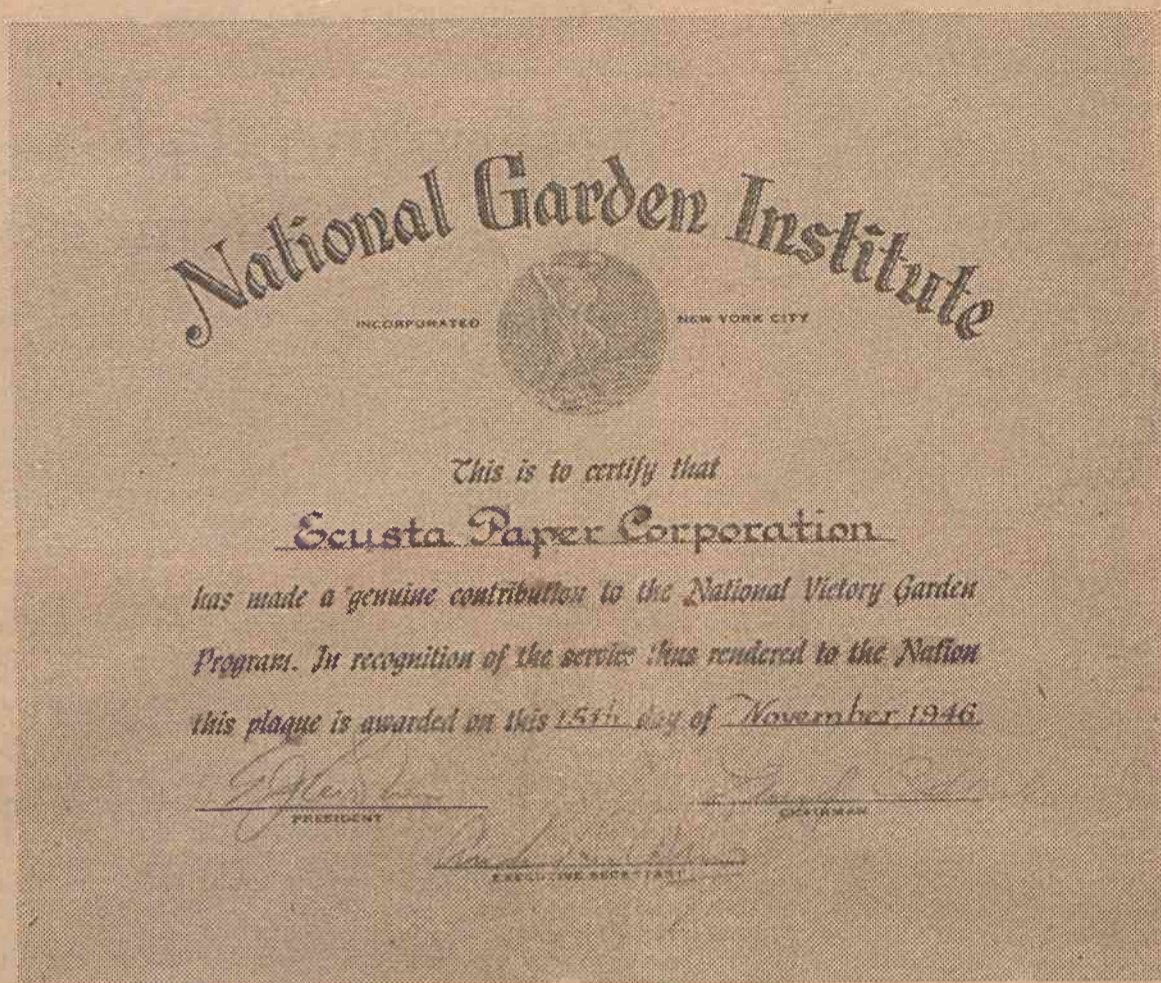 National Garden Institute
INCORPORATED NEW YORK CITY
This is to certify that
Ecusta Paper Corporation
has made a genuine contribution to the National Victory Garden
Program. In recognition of the service thus rendered to the Nation
this plaque is awarded on this 15th day of November 1946
PRESIDENT CHAIRMAN
EXECUTIVE SECRETARY